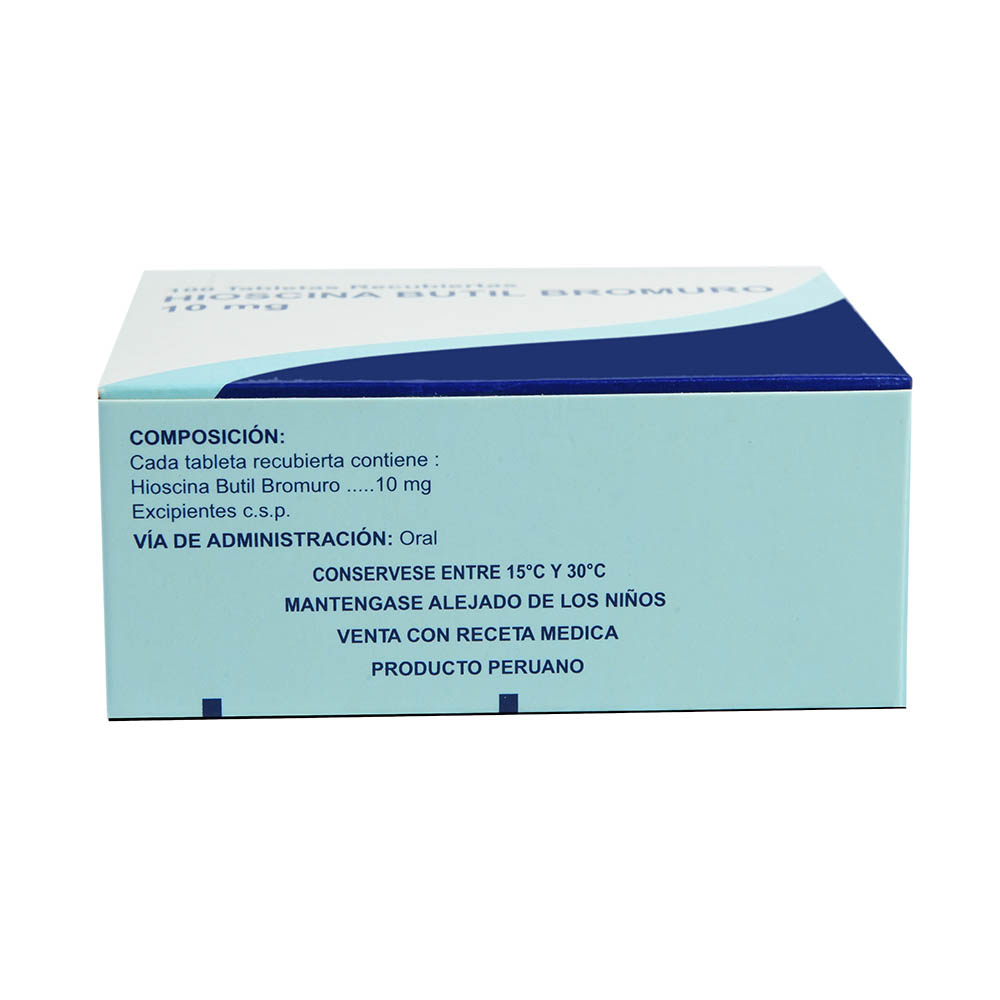 100 Tabletas Recubiertas
HIOSCINA BUTIL BROMURO
10 mg
COMPOSICIÓN:
Cada tableta recubierta contiene :
Hioscina Butil Bromuro .....10 mg
Excipientes c.s.p.
VÍA DE ADMINISTRACIÓN: Oral
CONSERVESE ENTRE 15°C Y 30°C
MANTENGASE ALEJADO DE LOS NIÑOS
VENTA CON RECETA MEDICA
PRODUCTO PERUANO